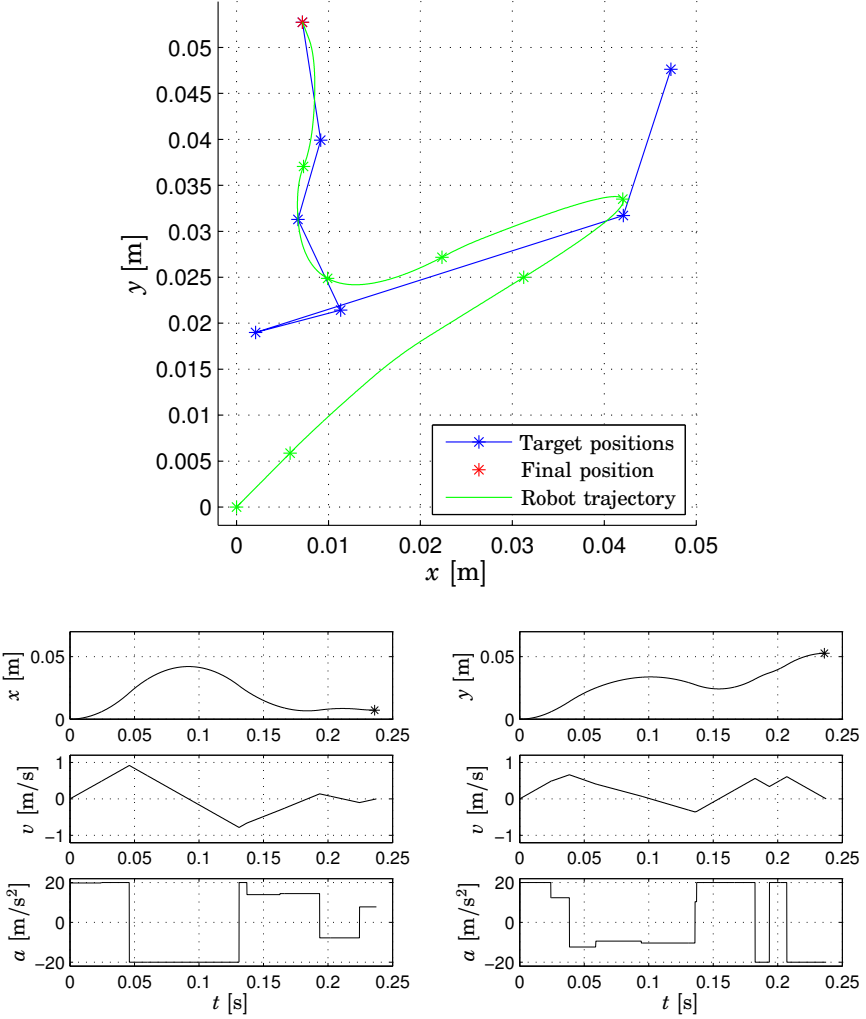 0.05
0.045
0.04
0.035
0.03
0.025
0.02
0.015
0.01
0.005
0
y [m]
0 0.01 0.02 0.03 0.04 0.05
x [m]
Target positions
Final position
Robot trajectory
x [m]
0.05
0
0 0.05 0.1 0.15 0.2 0.25
v [m/s]
1
0
−1
0 0.05 0.1 0.15 0.2 0.25
a [m/s²]
20
0
−20
0 0.05 0.1 0.15 0.2 0.25
t [s]
y [m]
0.05
0
0 0.05 0.1 0.15 0.2 0.25
v [m/s]
1
0
−1
0 0.05 0.1 0.15 0.2 0.25
a [m/s²]
20
0
−20
0 0.05 0.1 0.15 0.2 0.25
t [s]